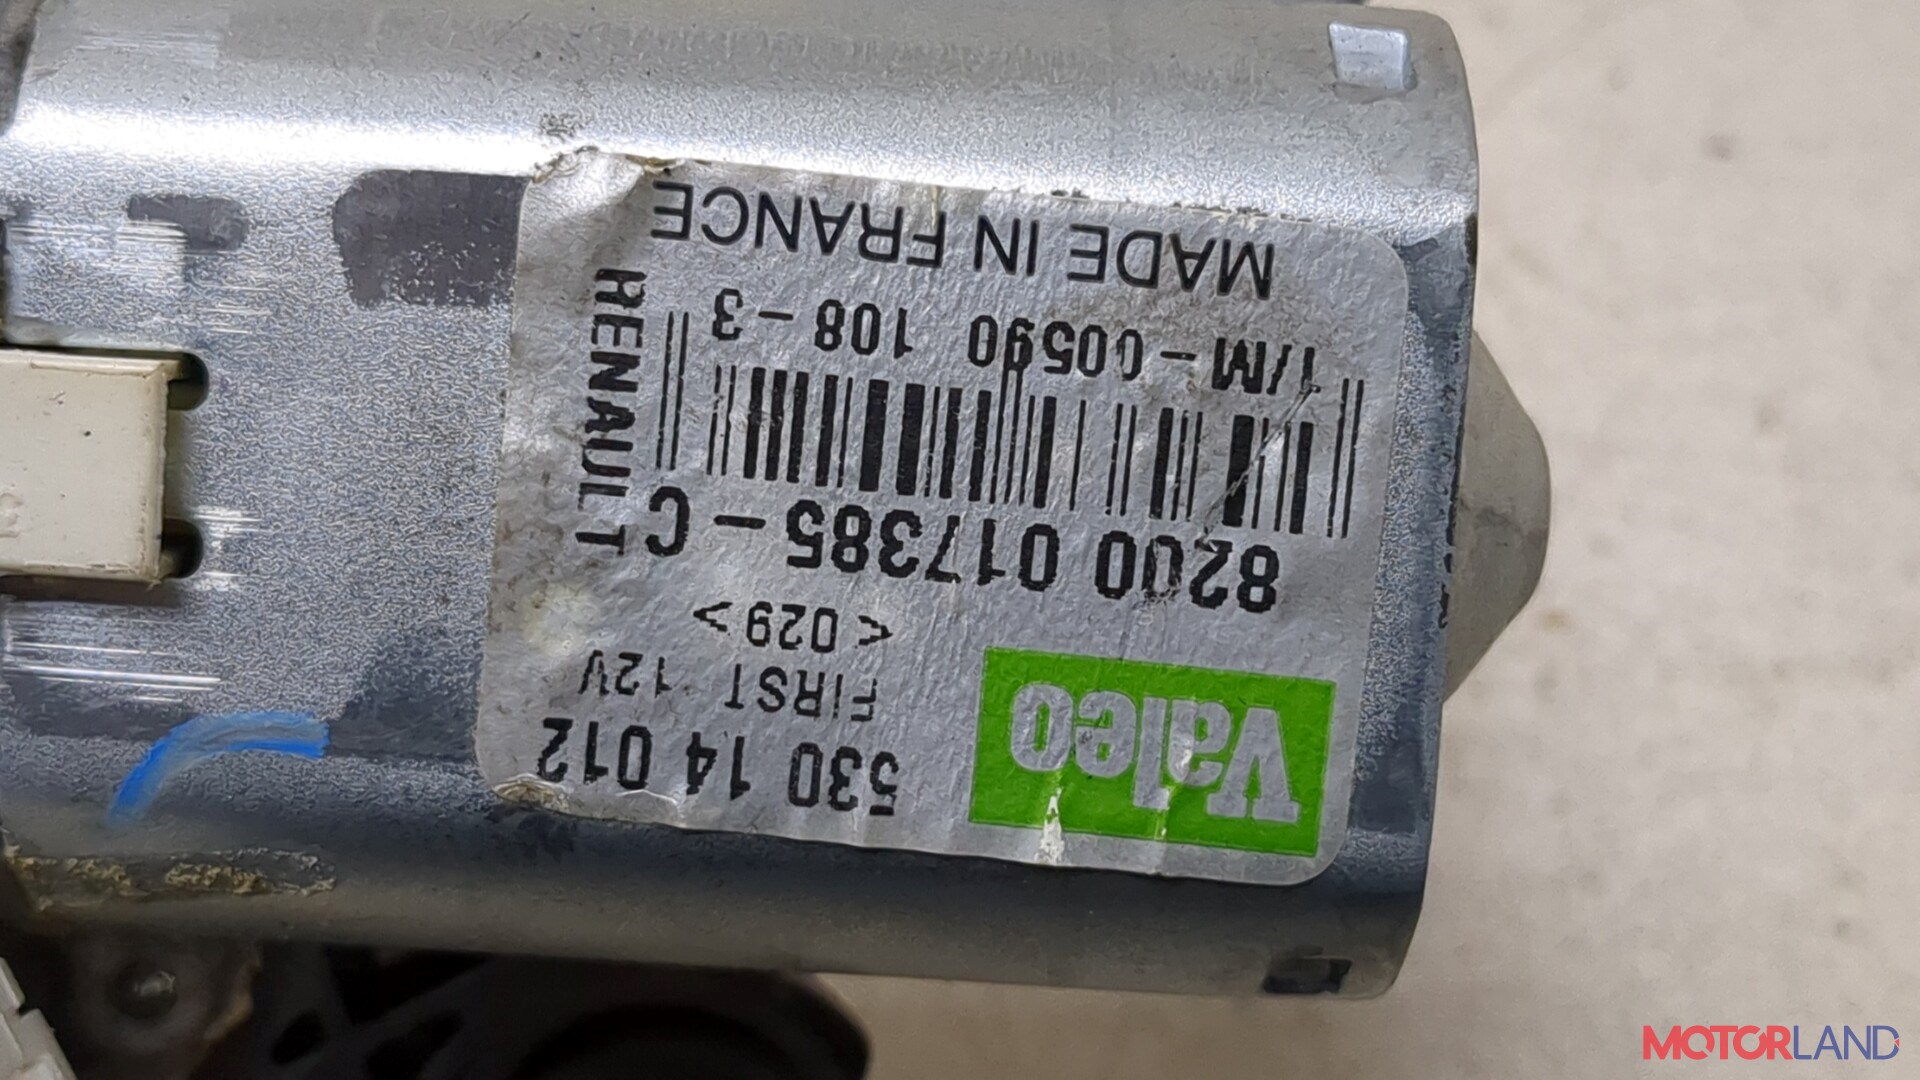 Valeo
530 14 012
FIRST 12V
< 029 >
8200 017385 - C
RENAULT
1/M - 00590 108 - 3
MADE IN FRANCE
MOTORLAND